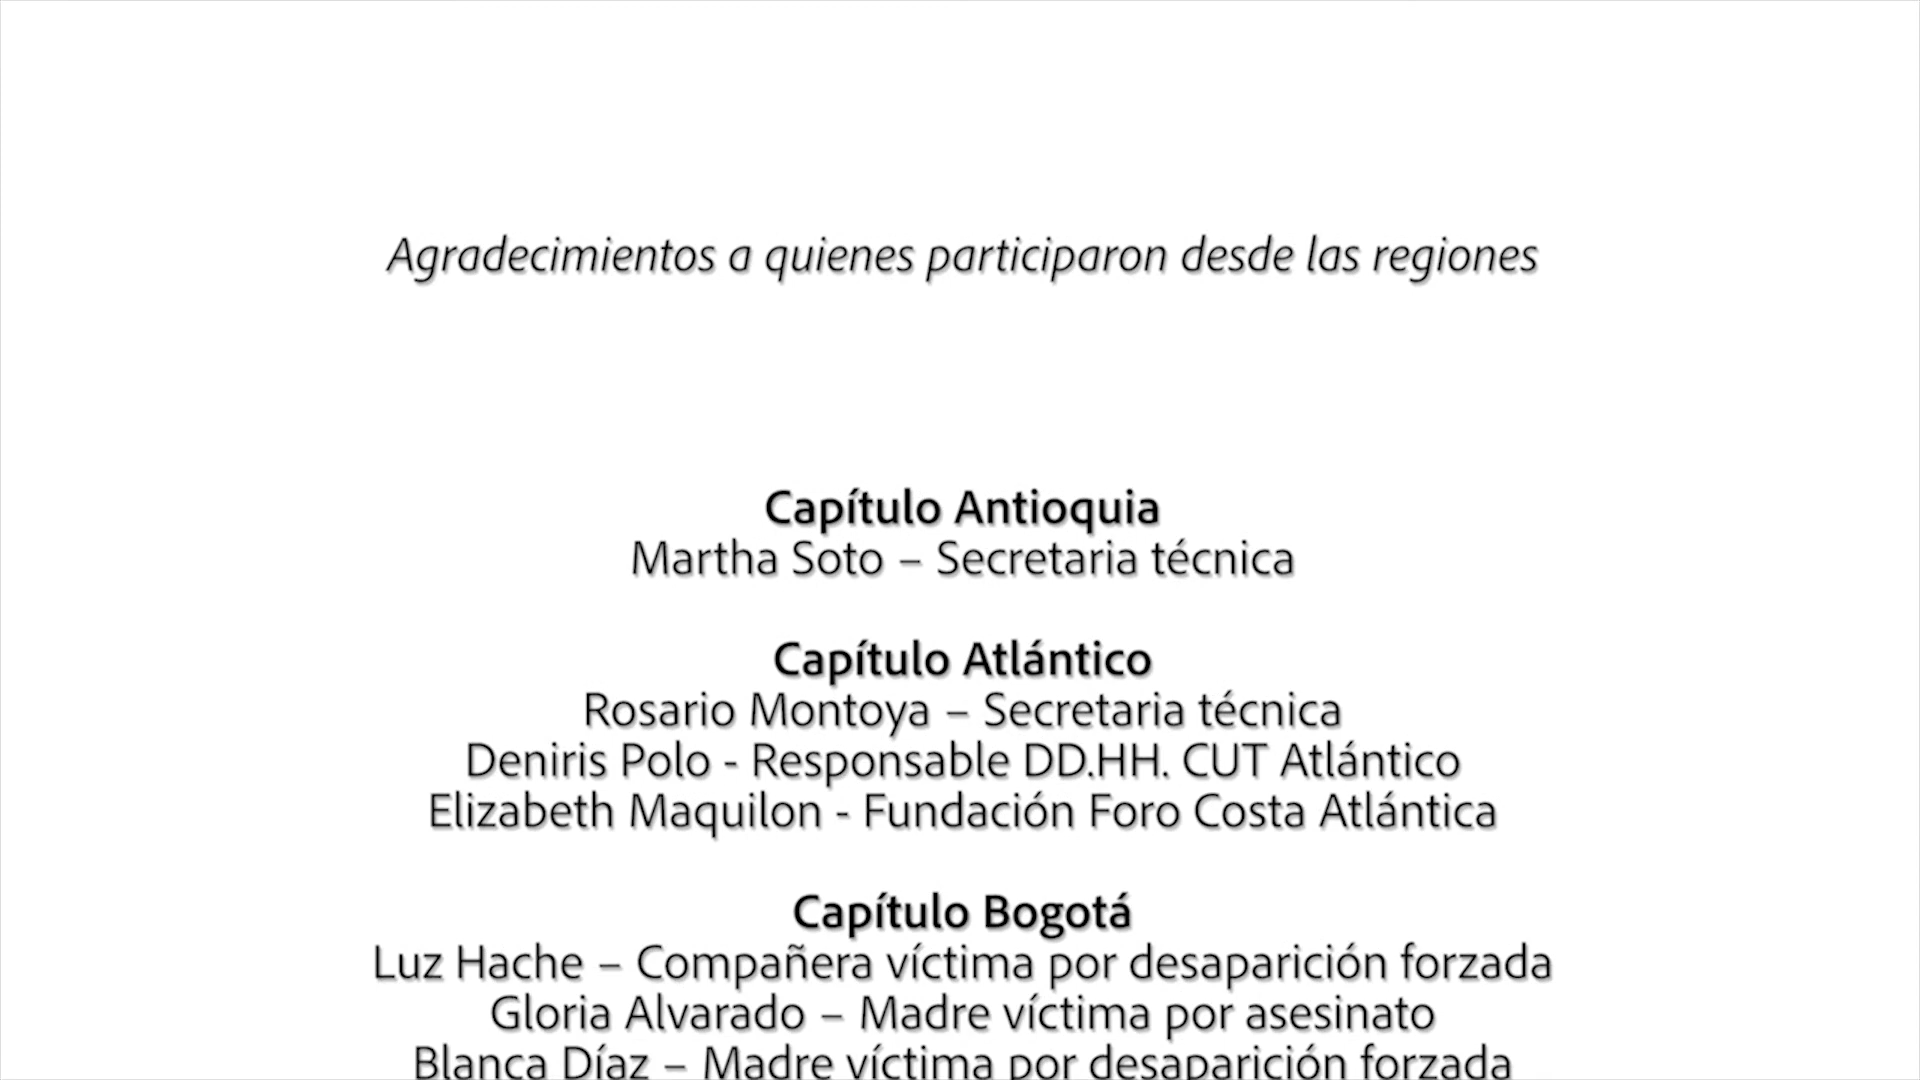 Agradecimientos a quienes participaron desde las regiones
Capítulo Antioquia
Martha Soto – Secretaria técnica
Capítulo Atlántico
Rosario Montoya – Secretaria técnica
Deniris Polo - Responsable DD.HH. CUT Atlántico
Elizabeth Maquilon - Fundación Foro Costa Atlántica
Capítulo Bogotá
Luz Hache – Compañera víctima por desaparición forzada
Gloria Alvarado – Madre víctima por asesinato
Blanca Díaz – Madre víctima por desaparición forzada